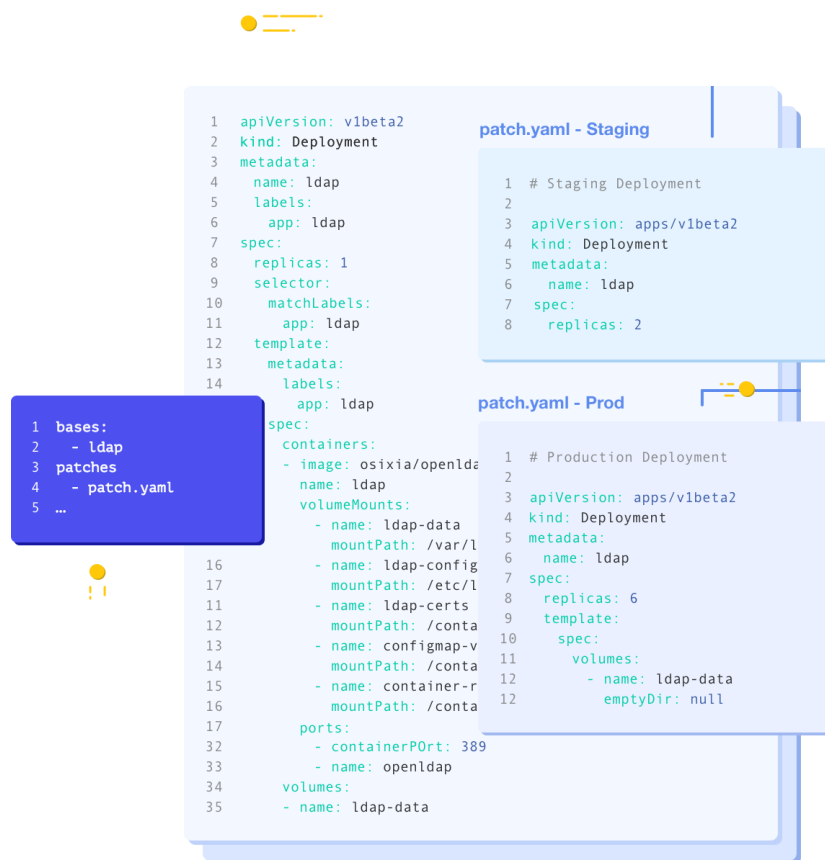 1 apiVersion: v1beta2
2 kind: Deployment
3 metadata:
4 name: ldap
5 labels:
6 app: ldap
7 spec:
8 replicas: 1
9 selector:
10 matchLabels:
11 app: ldap
12 template:
13 metadata:
14 labels:
app: ldap
spec:
containers:
- image: osixia/openlda
name: ldap
volumeMounts:
- name: ldap-data
mountPath: /var/l
16 - name: ldap-config
17 mountPath: /etc/l
11 - name: ldap-certs
12 mountPath: /conta
13 - name: configmap-v
14 mountPath: /conta
15 - name: container-r
16 mountPath: /conta
17 ports:
32 - containerPOrt: 389
33 - name: openldap
34 volumes:
35 - name: ldap-data
1 bases:
2 - ldap
3 patches
4 - patch.yaml
5 …
patch.yaml - Staging
1 # Staging Deployment
2
3 apiVersion: apps/v1beta2
4 kind: Deployment
5 metadata:
6 name: ldap
7 spec:
8 replicas: 2
patch.yaml - Prod
1 # Production Deployment
2
3 apiVersion: apps/v1beta2
4 kind: Deployment
5 metadata:
6 name: ldap
7 spec:
8 replicas: 6
9 template:
10 spec:
11 volumes:
12 - name: ldap-data
12 emptyDir: null